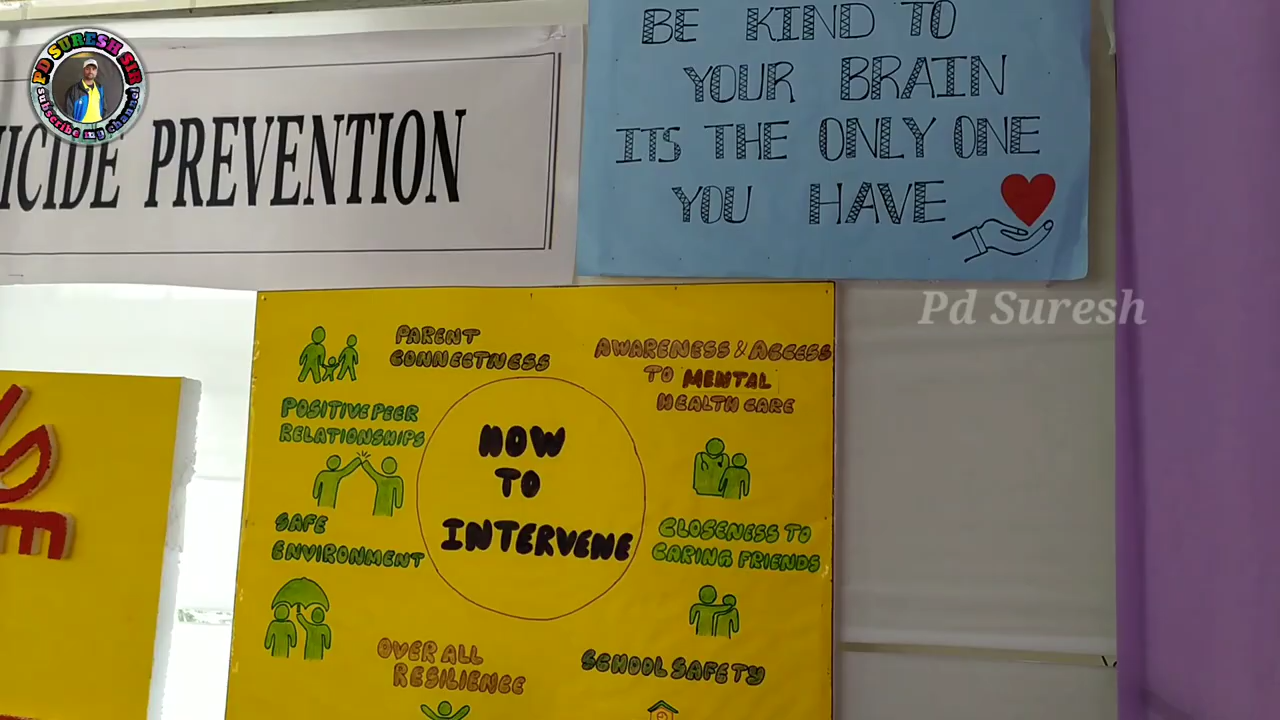 PD SURESH SIR
Subscribe my Channel
PREVENTION
BE KIND TO
YOUR BRAIN
ITS THE ONLY ONE
YOU HAVE
Pd Suresh
PARENT
CONNECTNESS
POSITIVE PEER
RELATIONSHIPS
SAFE
ENVIRONMENT
HOW
TO
INTERVENE
AWARENESS & ACCESS
TO MENTAL
HEALTH CARE
CLOSENESS TO
CARING FRIENDS
OVER ALL
RESILIENCE
SCHOOL SAFETY